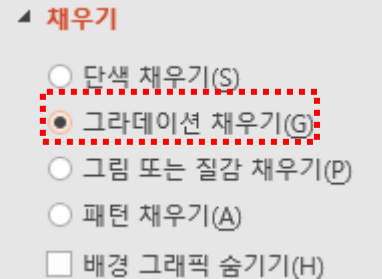 채우기
단색 채우기(S)
그라데이션 채우기(G)
그림 또는 질감 채우기(P)
패턴 채우기(A)
배경 그래픽 숨기기(H)